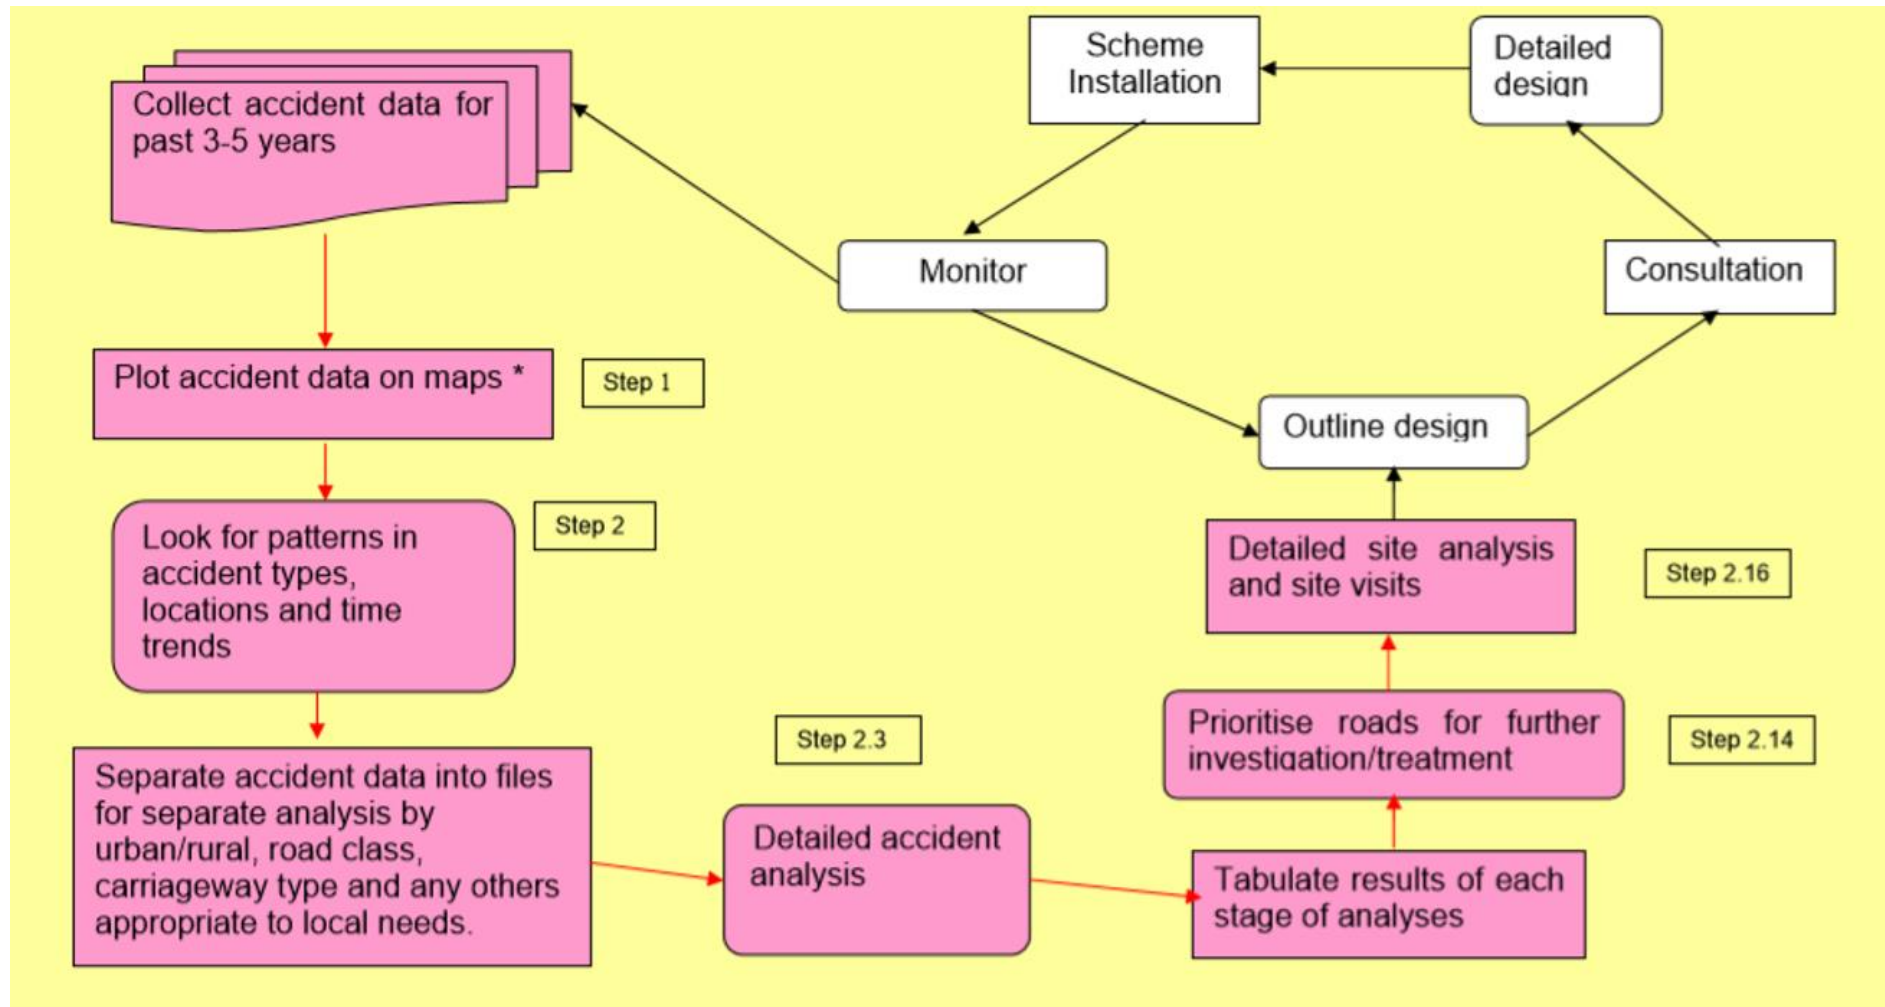 Collect accident data for
past 3-5 years
Plot accident data on maps *
Step 1
Look for patterns in
accident types,
locations and time
trends
Step 2
Separate accident data into files
for separate analysis by
urban/rural, road class,
carriageway type and any others
appropriate to local needs.
Step 2.3
Detailed accident
analysis
Tabulate results of each
stage of analyses
Prioritise roads for further
investigation/treatment
Step 2.14
Detailed site analysis
and site visits
Step 2.16
Outline design
Consultation
Detailed
design
Scheme
Installation
Monitor